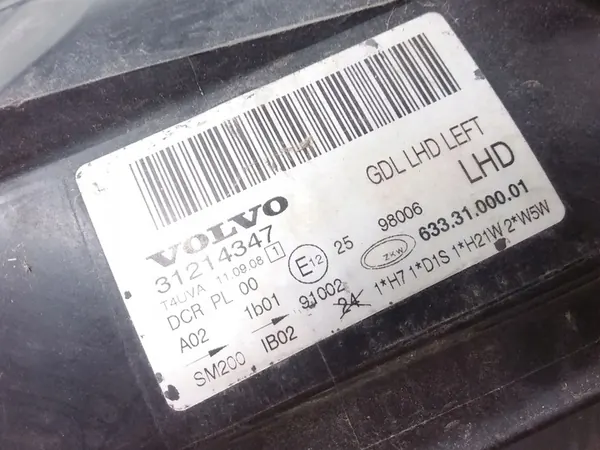 GDL LHD LEFT
LHD
VOLVO
31214347
T4UVA 11.09.08 1
DCR PL 00
E12 25 98006
ZKW 633.31.000.01
A02 1b01 91002
SM200 IB02 24 1*H7 1*D1S 1*H21W 2*W5W